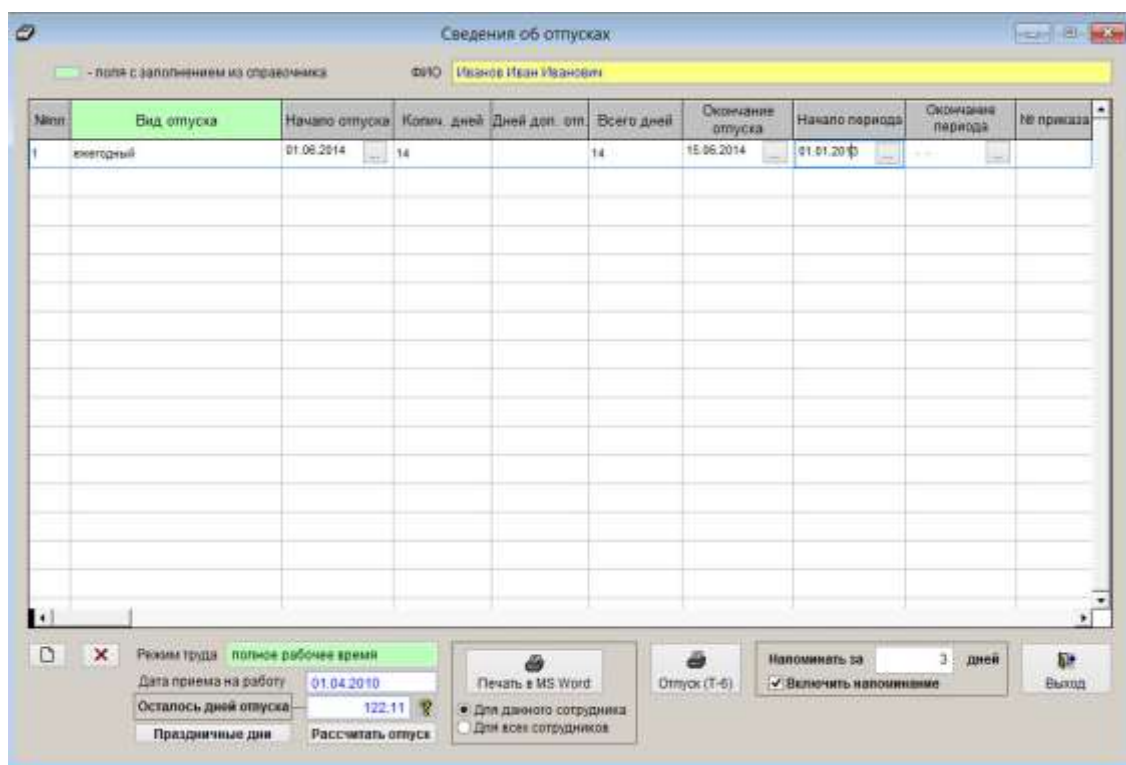 Сведения об отпусках
- поля с заполнением из справочника ФИО Иванов Иван Иванович
№пп Вид отпуска Начало отпуска Колич. дней Дней доп. отп. Всего дней Окончание отпуска Начало периода Окончание периода № приказа
1 ежегодный 01.06.2014 ... 14 14 15.06.2014 ... 01.01.2010 ... . . ...
Режим труда полное рабочее время
Дата приема на работу 01.04.2010
Осталось дней отпуска 122.11
Праздничные дни Рассчитать отпуск
Печать в MS Word
Для данного сотрудника
Для всех сотрудников
Отпуск (Т-6)
Напоминать за 3 дней
Включить напоминание
Выход